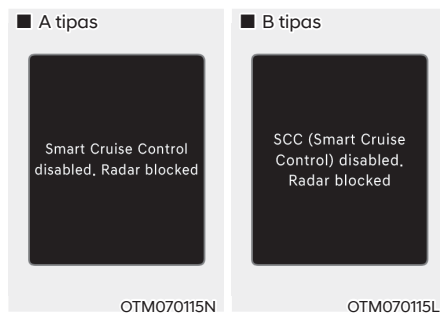 ■ A tipas
Smart Cruise Control
disabled. Radar blocked
OTM070115N
■ B tipas
SCC (Smart Cruise
Control) disabled.
Radar blocked
OTM070115L